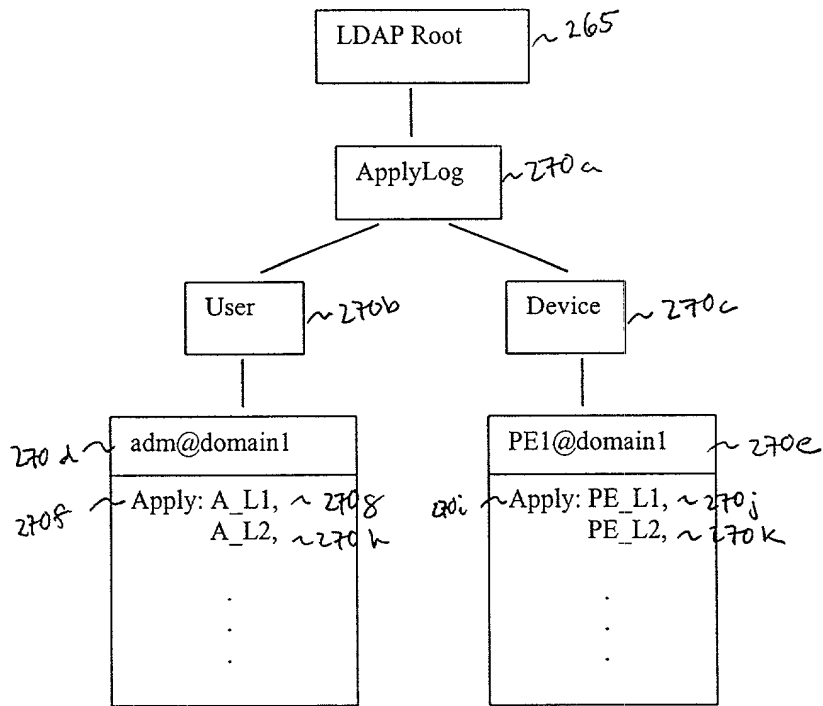 LDAP Root ~ 265
ApplyLog ~ 270a
User ~ 270b
Device ~ 270c
270d ~ adm@domain1
PE1@domain1 ~ 270e
270f ~ Apply: A_L1, ~ 270g
A_L2, ~ 270h
270i ~ Apply: PE_L1, ~ 270j
PE_L2, ~ 270k